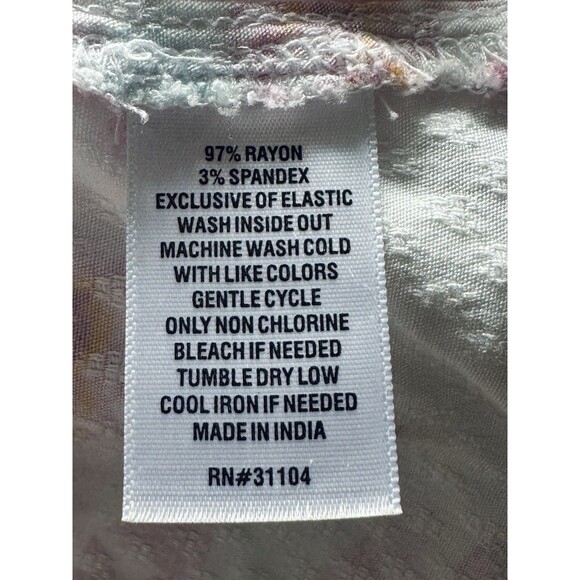 97% RAYON
3% SPANDEX
EXCLUSIVE OF ELASTIC
WASH INSIDE OUT
MACHINE WASH COLD
WITH LIKE COLORS
GENTLE CYCLE
ONLY NON CHLORINE
BLEACH IF NEEDED
TUMBLE DRY LOW
COOL IRON IF NEEDED
MADE IN INDIA
RN#31104